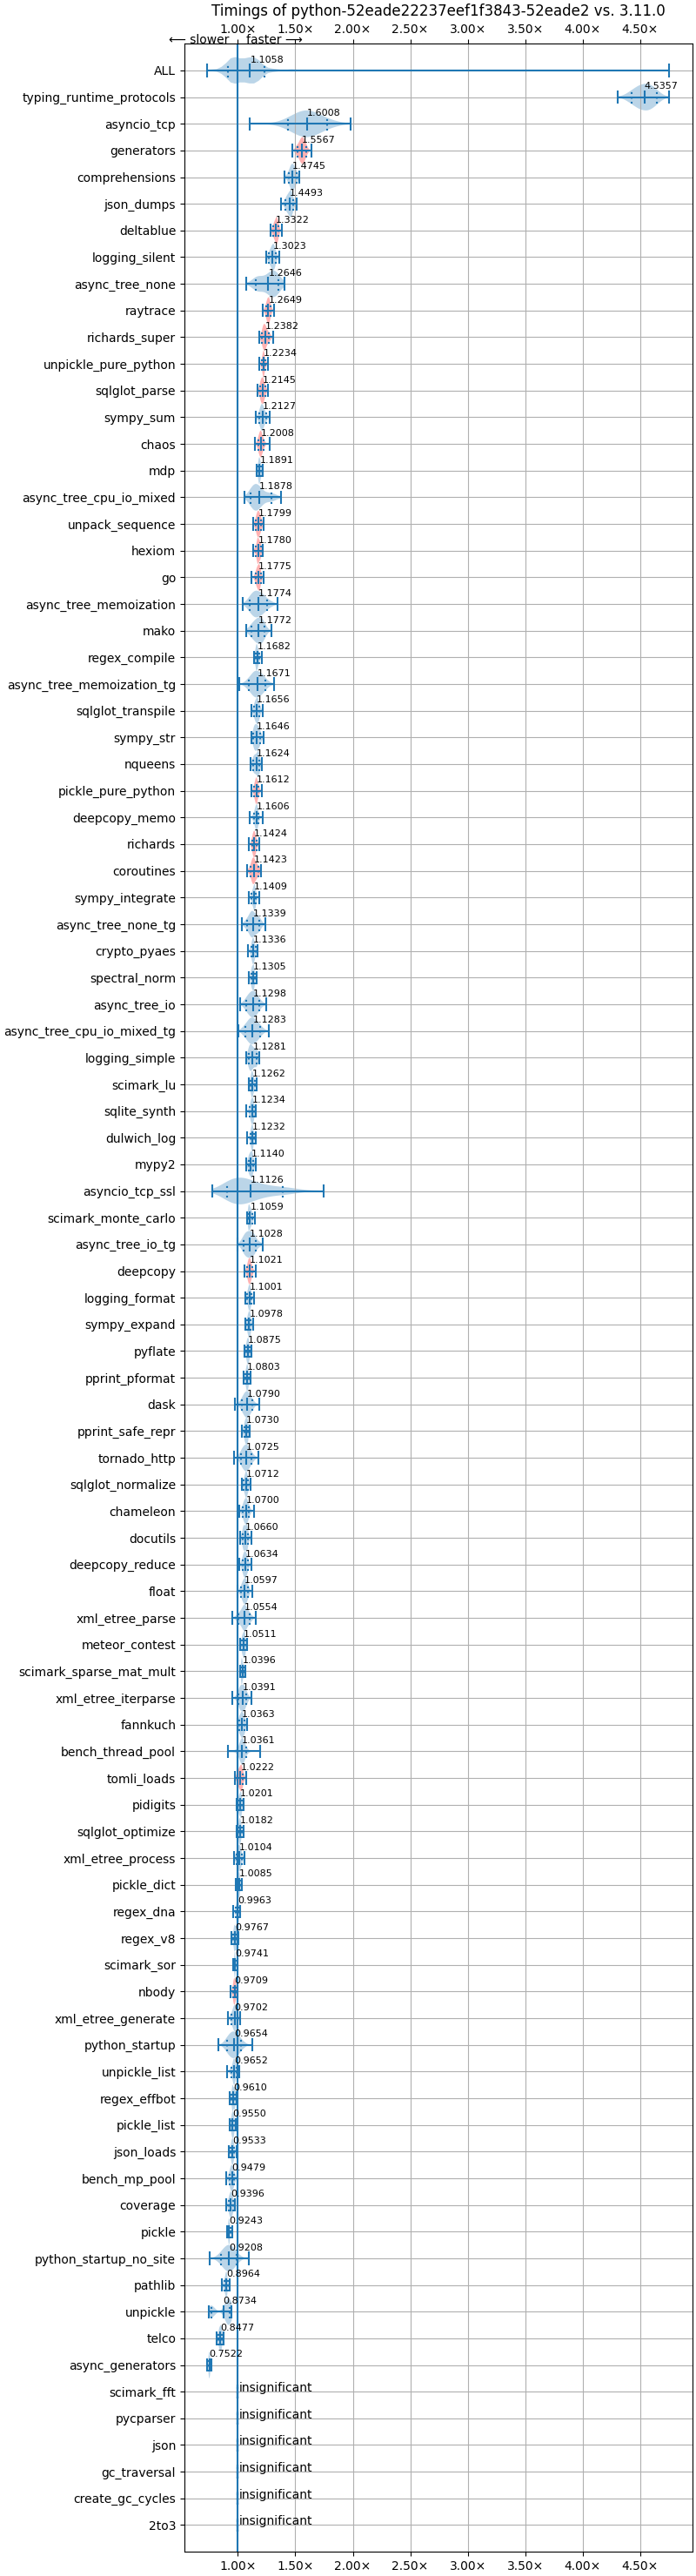 Timings of python-52eade22237eef1f3843-52eade2 vs. 3.11.0
1.00× 1.50× 2.00× 2.50× 3.00× 3.50× 4.00× 4.50×
⟵ slower faster ⟶
ALL 1.1058
typing_runtime_protocols 4.5357
asyncio_tcp 1.6008
generators 1.5567
comprehensions 1.4745
json_dumps 1.4493
deltablue 1.3322
logging_silent 1.3023
async_tree_none 1.2646
raytrace 1.2649
richards_super 1.2382
unpickle_pure_python 1.2234
sqlglot_parse 1.2145
sympy_sum 1.2127
chaos 1.2008
mdp 1.1891
async_tree_cpu_io_mixed 1.1878
unpack_sequence 1.1799
hexiom 1.1780
go 1.1775
async_tree_memoization 1.1774
mako 1.1772
regex_compile 1.1682
async_tree_memoization_tg 1.1671
sqlglot_transpile 1.1656
sympy_str 1.1646
nqueens 1.1624
pickle_pure_python 1.1612
deepcopy_memo 1.1606
richards 1.1424
coroutines 1.1423
sympy_integrate 1.1409
async_tree_none_tg 1.1339
crypto_pyaes 1.1336
spectral_norm 1.1305
async_tree_io 1.1298
async_tree_cpu_io_mixed_tg 1.1283
logging_simple 1.1281
scimark_lu 1.1262
sqlite_synth 1.1234
dulwich_log 1.1232
mypy2 1.1140
asyncio_tcp_ssl 1.1126
scimark_monte_carlo 1.1059
async_tree_io_tg 1.1028
deepcopy 1.1021
logging_format 1.1001
sympy_expand 1.0978
pyflate 1.0875
pprint_pformat 1.0803
dask 1.0790
pprint_safe_repr 1.0730
tornado_http 1.0725
sqlglot_normalize 1.0712
chameleon 1.0700
docutils 1.0660
deepcopy_reduce 1.0634
float 1.0597
xml_etree_parse 1.0554
meteor_contest 1.0511
scimark_sparse_mat_mult 1.0396
xml_etree_iterparse 1.0391
fannkuch 1.0363
bench_thread_pool 1.0361
tomli_loads 1.0222
pidigits 1.0201
sqlglot_optimize 1.0182
xml_etree_process 1.0104
pickle_dict 1.0085
regex_dna 0.9963
regex_v8 0.9767
scimark_sor 0.9741
nbody 0.9709
xml_etree_generate 0.9702
python_startup 0.9654
unpickle_list 0.9652
regex_effbot 0.9610
pickle_list 0.9550
json_loads 0.9533
bench_mp_pool 0.9479
coverage 0.9396
pickle 0.9243
python_startup_no_site 0.9208
pathlib 0.8964
unpickle 0.8734
telco 0.8477
async_generators 0.7522
scimark_fft insignificant
pycparser insignificant
json insignificant
gc_traversal insignificant
create_gc_cycles insignificant
2to3 insignificant
1.00× 1.50× 2.00× 2.50× 3.00× 3.50× 4.00× 4.50×